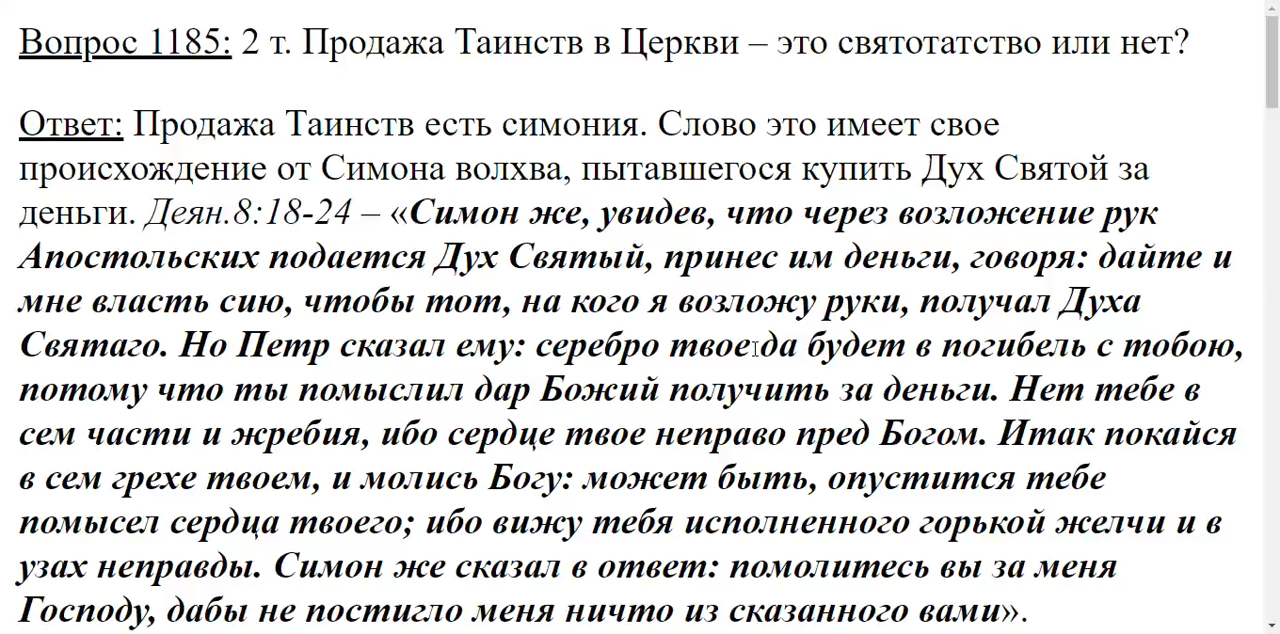 Вопрос 1185: 2 т. Продажа Таинств в Церкви – это святотатство или нет?
Ответ: Продажа Таинств есть симония. Слово это имеет свое
происхождение от Симона волхва, пытавшегося купить Дух Святой за
деньги. Деян.8:18-24 – «Симон же, увидев, что через возложение рук
Апостольских подается Дух Святый, принес им деньги, говоря: дайте и
мне власть сию, чтобы тот, на кого я возложу руки, получал Духа
Святаго. Но Петр сказал ему: серебро твое да будет в погибель с тобою,
потому что ты помыслил дар Божий получить за деньги. Нет тебе в
сем части и жребия, ибо сердце твое неправо пред Богом. Итак покайся
в сем грехе твоем, и молись Богу: может быть, опустится тебе
помысел сердца твоего; ибо вижу тебя исполненного горькой желчи и в
узах неправды. Симон же сказал в ответ: помолитесь вы за меня
Господу, дабы не постигло меня ничто из сказанного вами».